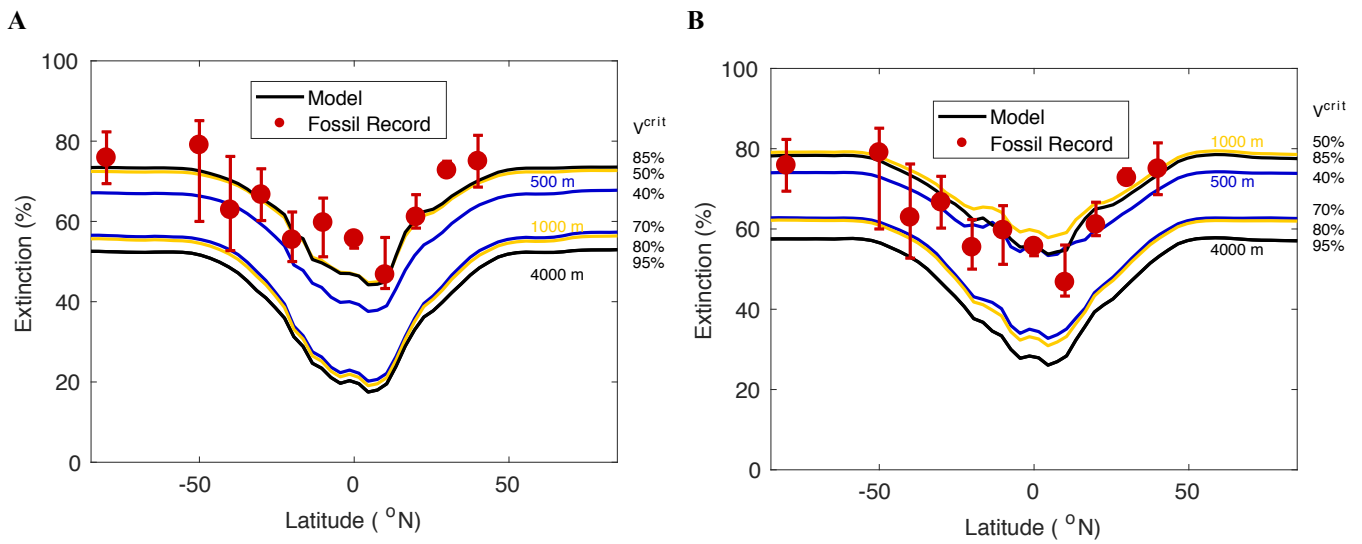 A
100
80
60
40
20
0
Extinction (%)
-50
0
50
Latitude ( °N)
Model
Fossil Record
500 m
1000 m
4000 m
Vcrit
85%
50%
40%
70%
80%
95%
B
100
80
60
40
20
0
Extinction (%)
-50
0
50
Latitude ( °N)
Model
Fossil Record
1000 m
500 m
4000 m
Vcrit
50%
85%
40%
70%
80%
95%